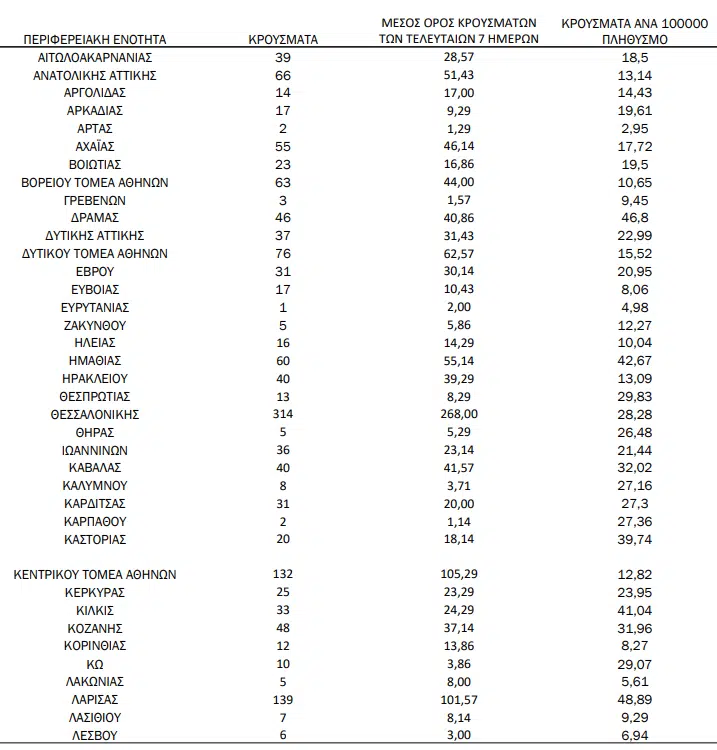 ΠΕΡΙΦΕΡΕΙΑΚΗ ΕΝΟΤΗΤΑ ΚΡΟΥΣΜΑΤΑ ΜΕΣΟΣ ΟΡΟΣ ΚΡΟΥΣΜΑΤΩΝ ΤΩΝ ΤΕΛΕΥΤΑΙΩΝ 7 ΗΜΕΡΩΝ ΚΡΟΥΣΜΑΤΑ ΑΝΑ 100000 ΠΛΗΘΥΣΜΟ
ΑΙΤΩΛΟΑΚΑΡΝΑΝΙΑΣ 39 28,57 18,5
ΑΝΑΤΟΛΙΚΗΣ ΑΤΤΙΚΗΣ 66 51,43 13,14
ΑΡΓΟΛΙΔΑΣ 14 17,00 14,43
ΑΡΚΑΔΙΑΣ 17 9,29 19,61
ΑΡΤΑΣ 2 1,29 2,95
ΑΧΑΪΑΣ 55 46,14 17,72
ΒΟΙΩΤΙΑΣ 23 16,86 19,5
ΒΟΡΕΙΟΥ ΤΟΜΕΑ ΑΘΗΝΩΝ 63 44,00 10,65
ΓΡΕΒΕΝΩΝ 3 1,57 9,45
ΔΡΑΜΑΣ 46 40,86 46,8
ΔΥΤΙΚΗΣ ΑΤΤΙΚΗΣ 37 31,43 22,99
ΔΥΤΙΚΟΥ ΤΟΜΕΑ ΑΘΗΝΩΝ 76 62,57 15,52
ΕΒΡΟΥ 31 30,14 20,95
ΕΥΒΟΙΑΣ 17 10,43 8,06
ΕΥΡΥΤΑΝΙΑΣ 1 2,00 4,98
ΖΑΚΥΝΘΟΥ 5 5,86 12,27
ΗΛΕΙΑΣ 16 14,29 10,04
ΗΜΑΘΙΑΣ 60 55,14 42,67
ΗΡΑΚΛΕΙΟΥ 40 39,29 13,09
ΘΕΣΠΡΩΤΙΑΣ 13 8,29 29,83
ΘΕΣΣΑΛΟΝΙΚΗΣ 314 268,00 28,28
ΘΗΡΑΣ 5 5,29 26,48
ΙΩΑΝΝΙΝΩΝ 36 23,14 21,44
ΚΑΒΑΛΑΣ 40 41,57 32,02
ΚΑΛΥΜΝΟΥ 8 3,71 27,16
ΚΑΡΔΙΤΣΑΣ 31 20,00 27,3
ΚΑΡΠΑΘΟΥ 2 1,14 27,36
ΚΑΣΤΟΡΙΑΣ 20 18,14 39,74
ΚΕΝΤΡΙΚΟΥ ΤΟΜΕΑ ΑΘΗΝΩΝ 132 105,29 12,82
ΚΕΡΚΥΡΑΣ 25 23,29 23,95
ΚΙΛΚΙΣ 33 24,29 41,04
ΚΟΖΑΝΗΣ 48 37,14 31,96
ΚΟΡΙΝΘΙΑΣ 12 13,86 8,27
ΚΩ 10 3,86 29,07
ΛΑΚΩΝΙΑΣ 5 8,00 5,61
ΛΑΡΙΣΑΣ 139 101,57 48,89
ΛΑΣΙΘΙΟΥ 7 8,14 9,29
ΛΕΣΒΟΥ 6 3,00 6,94